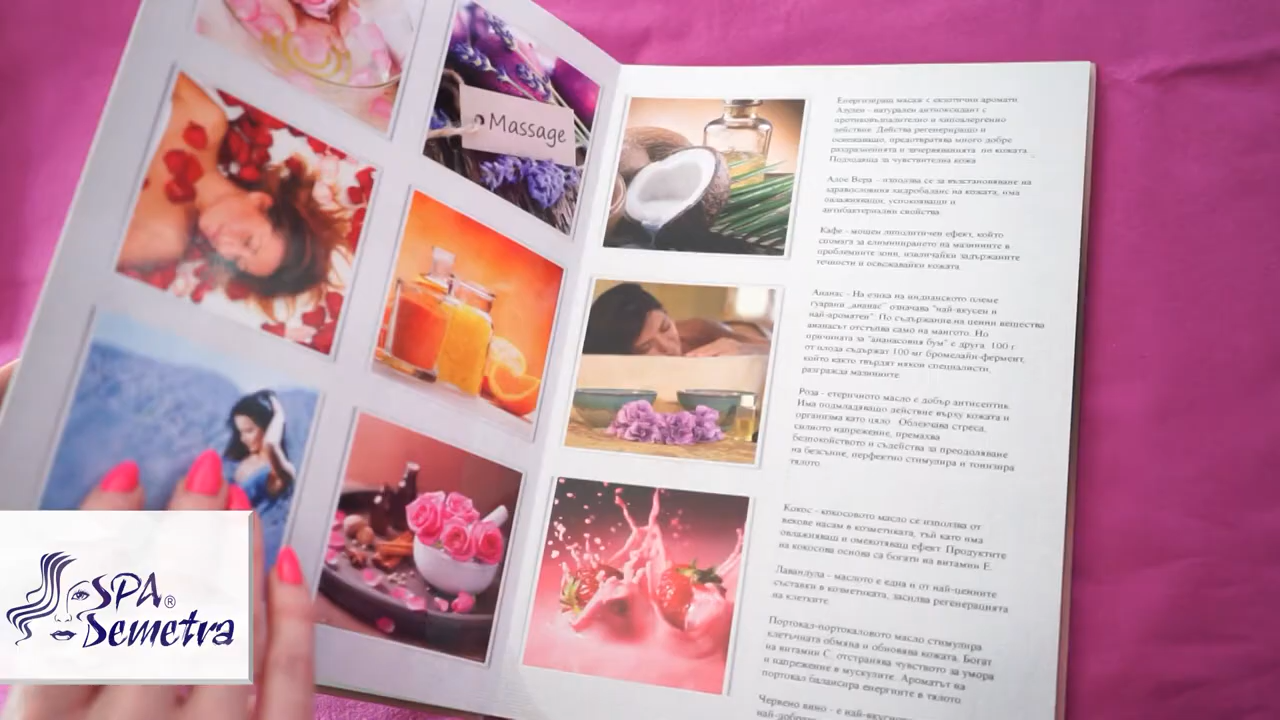 Massage
Енергизиращ масаж с екзотични аромати.
Азулен - натурален антиоксидант с
противовъзпалително и хипоалергенно
действие. Действа регенериращо и
освежаващо, предотвратява много добре
раздразненията и зачервяванията по кожата.
Подходяща за чувствителна кожа
Алое Вера - използва се за възстановяване на
здравословния хидробаланс на кожата, има
овлажняващи, успокояващи и
антибактериални свойства.
Кафе - мощен липолитичен ефект, който
спомага за елиминирането на мазнините в
проблемните зони, извличайки задържаните
течности и освежавайки кожата.
Ананас - На езика на индианското племе
гуарани „ананас" означава "най-вкусен и
най-ароматен". По съдържание на ценни вещества
ананасът отстъпва само на мангото. Но
причината за "ананасовия бум" е друга. 100 г.
от плода съдържат 100 мг бромелайн-фермент,
който както твърдят някои специалисти,
разгражда мазнините.
Роза - етеричното масло е добър антисептик.
Има подмладяващо действие върху кожата и
организма като цяло. Облекчава стреса,
силното напрежение, премахва
безпокойството и съдейства за преодоляване
на безсъние, перфектно стимулира и тонизира
тялото.
Кокос - кокосовото масло се използва от
векове насам в козметиката, тъй като има
овлажняващ и омекотяващ ефект. Продуктите
на кокосова основа са богати на витамин Е.
Лавандула - маслото е една и от най-ценните
съставки в козметиката, засилва регенерацията
на клетките.
Портокал-портокаловото масло стимулира
клетъчната обмяна и обновява кожата. Богат
на витамин С, отстранява чувството за умора
и напрежение в мускулите. Ароматът на
портокал балансира енергиите в тялото.
Червено вино - е най-вкусно
SPA®
Demetra